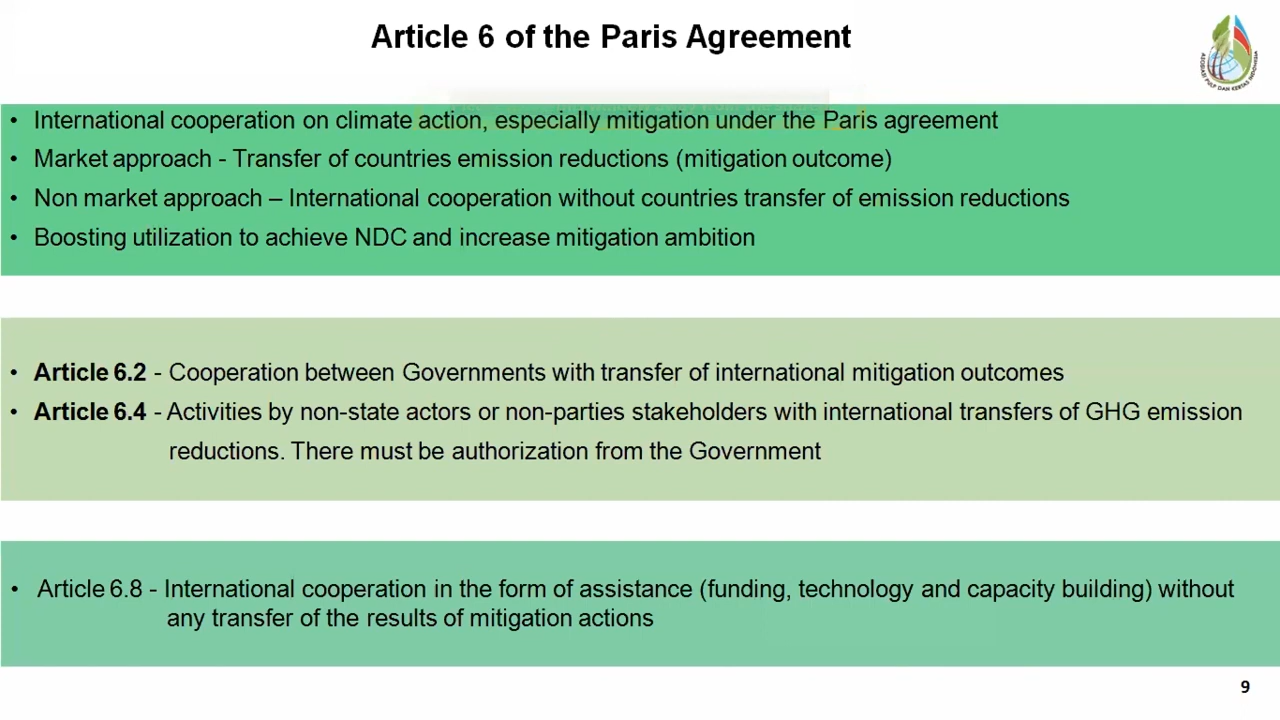 Article 6 of the Paris Agreement
ASOSIASI PULP DAN KERTAS INDONESIA
• International cooperation on climate action, especially mitigation under the Paris agreement
• Market approach - Transfer of countries emission reductions (mitigation outcome)
• Non market approach – International cooperation without countries transfer of emission reductions
• Boosting utilization to achieve NDC and increase mitigation ambition
• Article 6.2 - Cooperation between Governments with transfer of international mitigation outcomes
• Article 6.4 - Activities by non-state actors or non-parties stakeholders with international transfers of GHG emission
reductions. There must be authorization from the Government
• Article 6.8 - International cooperation in the form of assistance (funding, technology and capacity building) without
any transfer of the results of mitigation actions
9